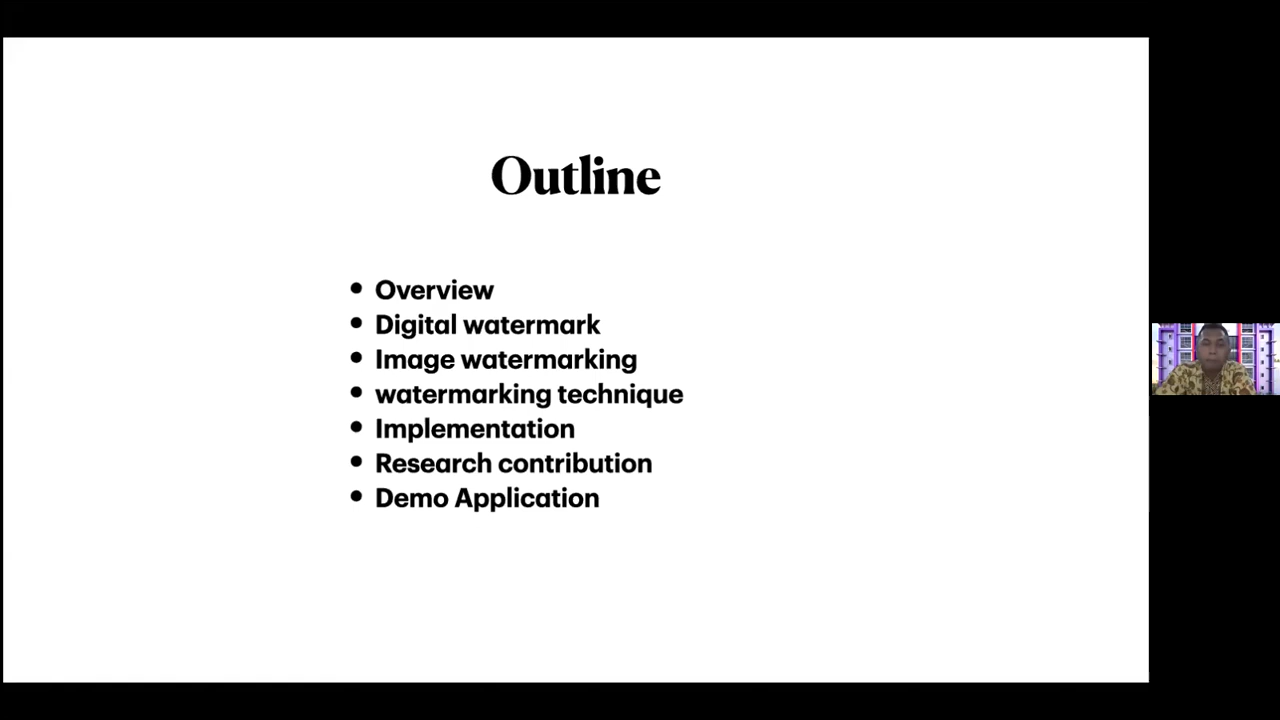 Outline
• Overview
• Digital watermark
• Image watermarking
• watermarking technique
• Implementation
• Research contribution
• Demo Application